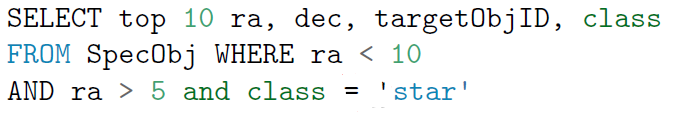 SELECT top 10 ra, dec, targetObjID, class
FROM SpecObj WHERE ra < 10
AND ra > 5 and class = 'star'